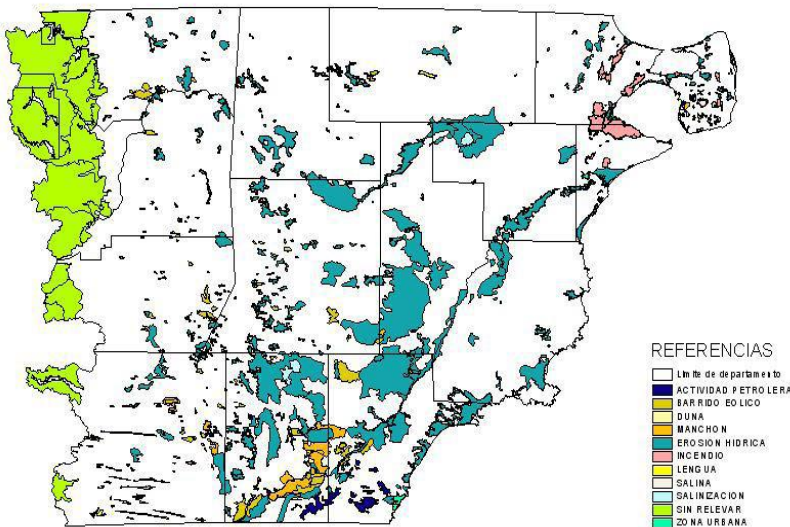 REFERENCIAS
Limite de departamento
ACTIVIDAD PETROLERA
BARRIDO EOLICO
DUNA
MANCHON
EROSION HIDRICA
INCENDIO
LENGUA
SALINA
SALINIZACION
SIN RELEVAR
ZONA URBANA